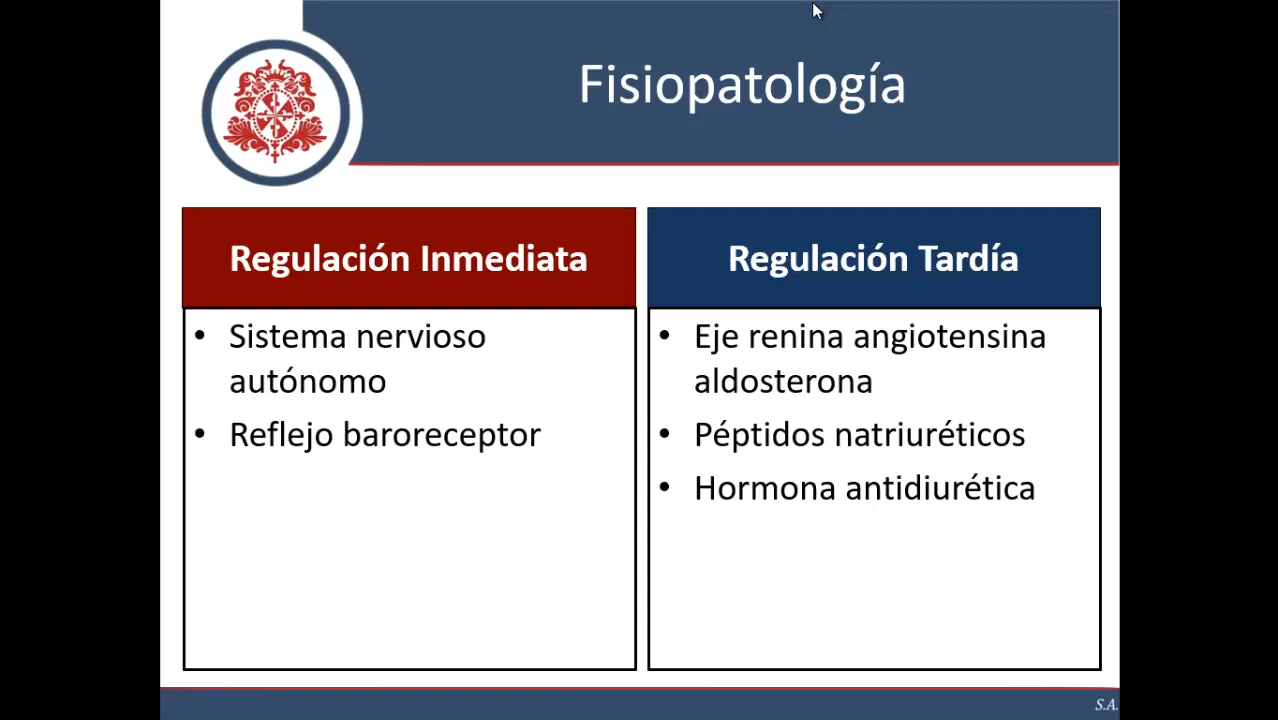 Fisiopatología
Regulación Inmediata
• Sistema nervioso
autónomo
• Reflejo baroreceptor
Regulación Tardía
• Eje renina angiotensina
aldosterona
• Péptidos natriuréticos
• Hormona antidiurética
S.A.